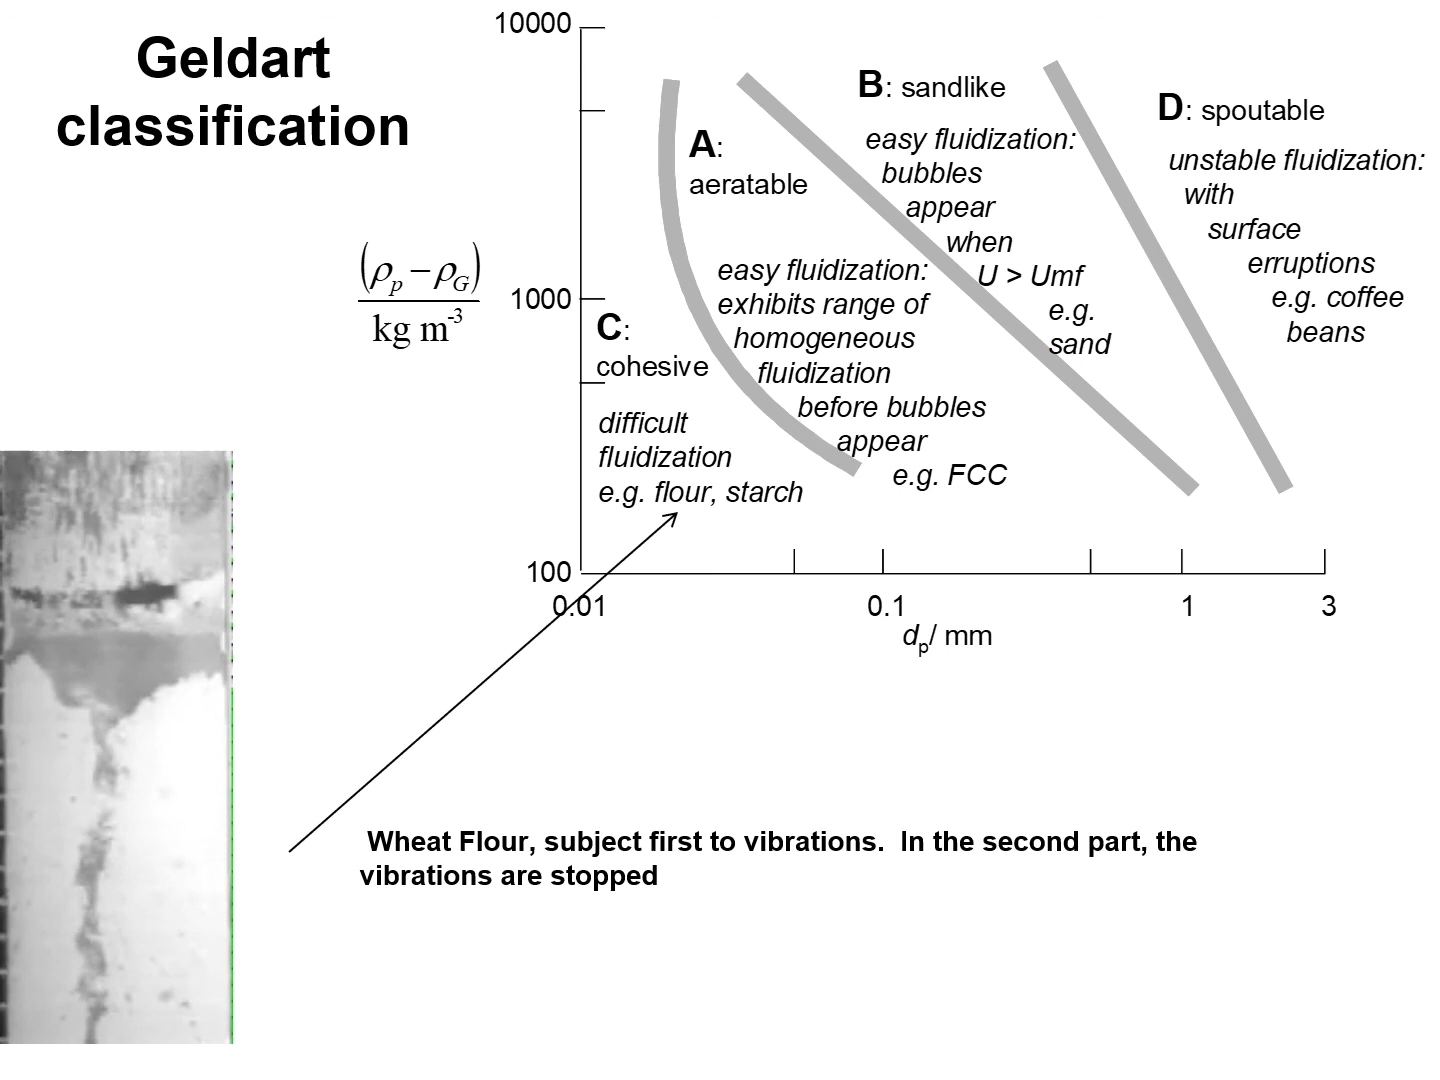 Geldart
classification
(ρp – ρG)
kg m-3
10000
1000
100
0.01
0.1
1
3
dp/ mm
C:
cohesive
difficult
fluidization
e.g. flour, starch
A:
aeratable
easy fluidization:
exhibits range of
homogeneous
fluidization
before bubbles
appear
e.g. FCC
B: sandlike
easy fluidization:
bubbles
appear
when
U > Umf
e.g.
sand
D: spoutable
unstable fluidization:
with
surface
erruptions
e.g. coffee
beans
Wheat Flour, subject first to vibrations.  In the second part, the
vibrations are stopped